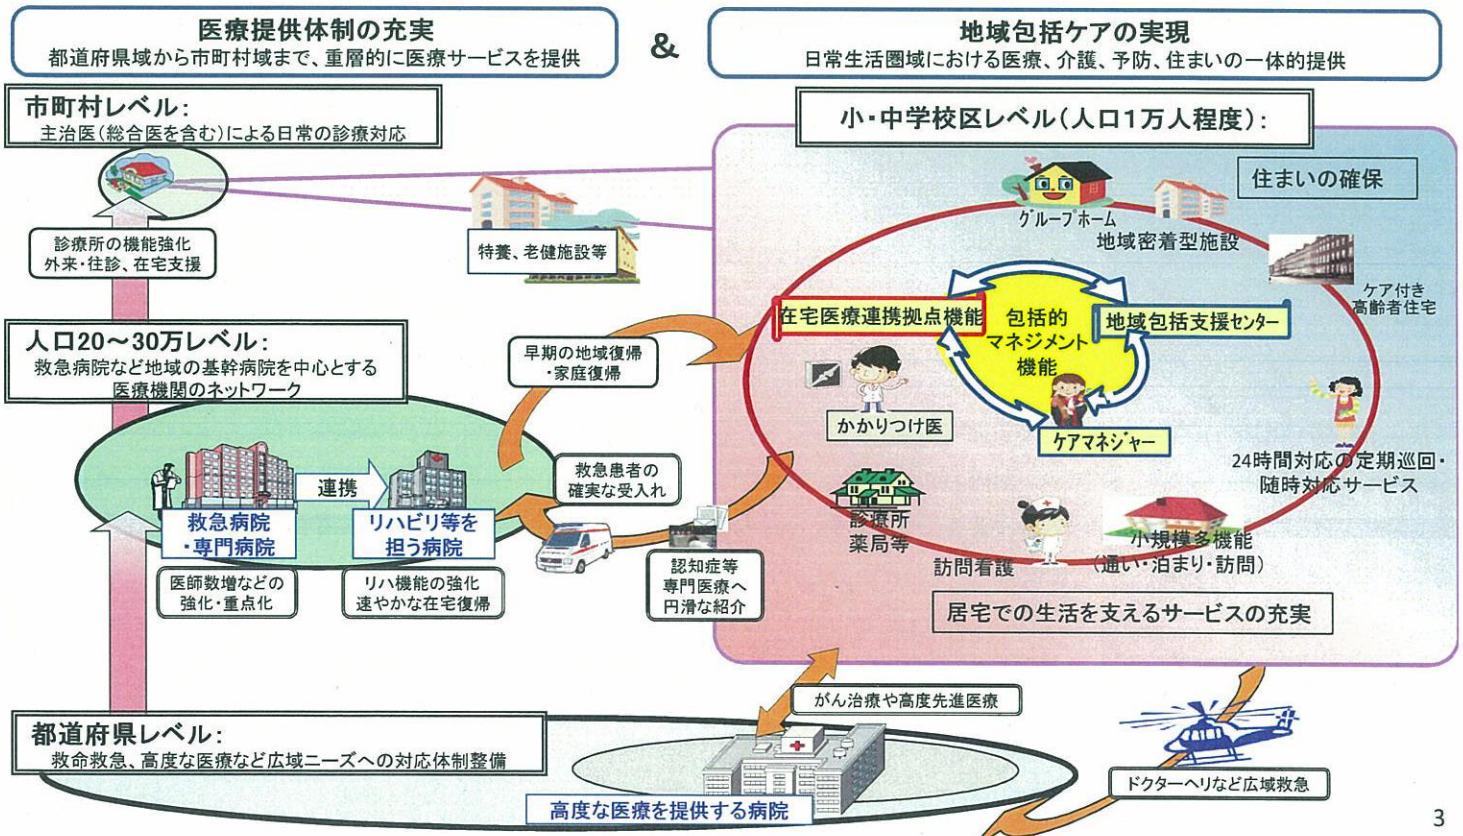 医療提供体制の充実
都道府県域から市町村域まで、重層的に医療サービスを提供
&
地域包括ケアの実現
日常生活圏域における医療、介護、予防、住まいの一体的提供
市町村レベル:
主治医(総合医を含む)による日常の診療対応
小・中学校区レベル(人口1万人程度):
住まいの確保
グループホーム
地域密着型施設
ケア付き
高齢者住宅
診療所の機能強化
外来・往診、在宅支援
特養、老健施設等
在宅医療連携拠点機能
包括的
マネジメント
機能
地域包括支援センター
人口20～30万レベル:
救急病院など地域の基幹病院を中心とする
医療機関のネットワーク
早期の地域復帰
・家庭復帰
かかりつけ医
ケアマネジャー
24時間対応の定期巡回・
随時対応サービス
連携
救急患者の
確実な受入れ
救急病院
・専門病院
リハビリ等を
担う病院
診療所
薬局等
訪問看護
小規模多機能
(通い・泊まり・訪問)
医師数増などの
強化・重点化
リハ機能の強化
速やかな在宅復帰
認知症等
専門医療へ
円滑な紹介
居宅での生活を支えるサービスの充実
がん治療や高度先進医療
都道府県レベル:
救命救急、高度な医療など広域ニーズへの対応体制整備
高度な医療を提供する病院
ドクターヘリなど広域救急
3